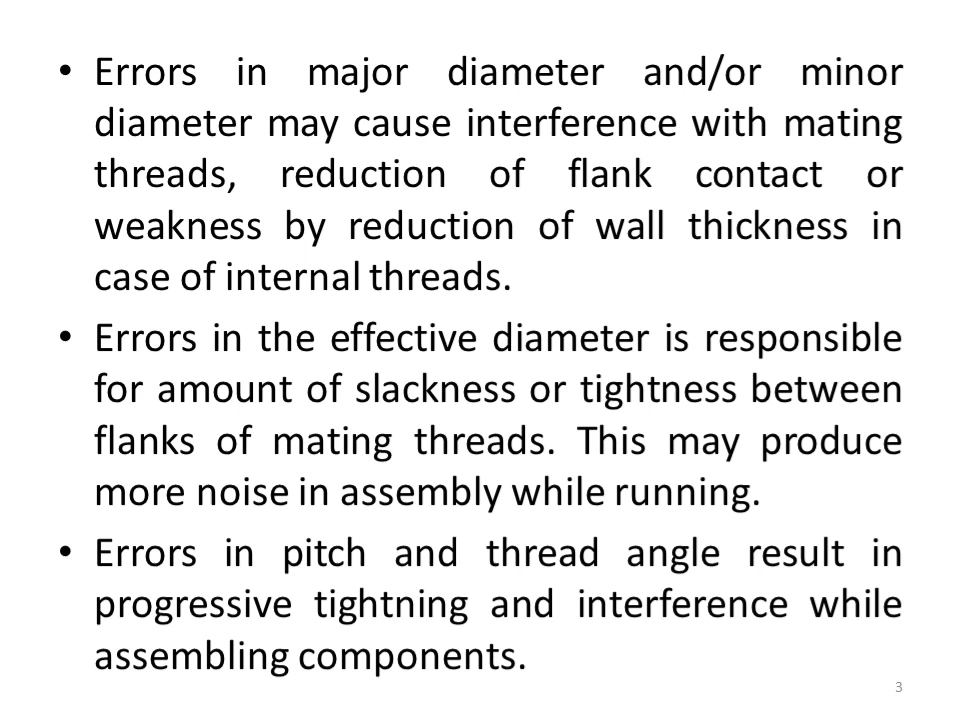 • Errors in major diameter and/or minor
diameter may cause interference with mating
threads, reduction of flank contact or
weakness by reduction of wall thickness in
case of internal threads.
• Errors in the effective diameter is responsible
for amount of slackness or tightness between
flanks of mating threads. This may produce
more noise in assembly while running.
• Errors in pitch and thread angle result in
progressive tightning and interference while
assembling components.
3